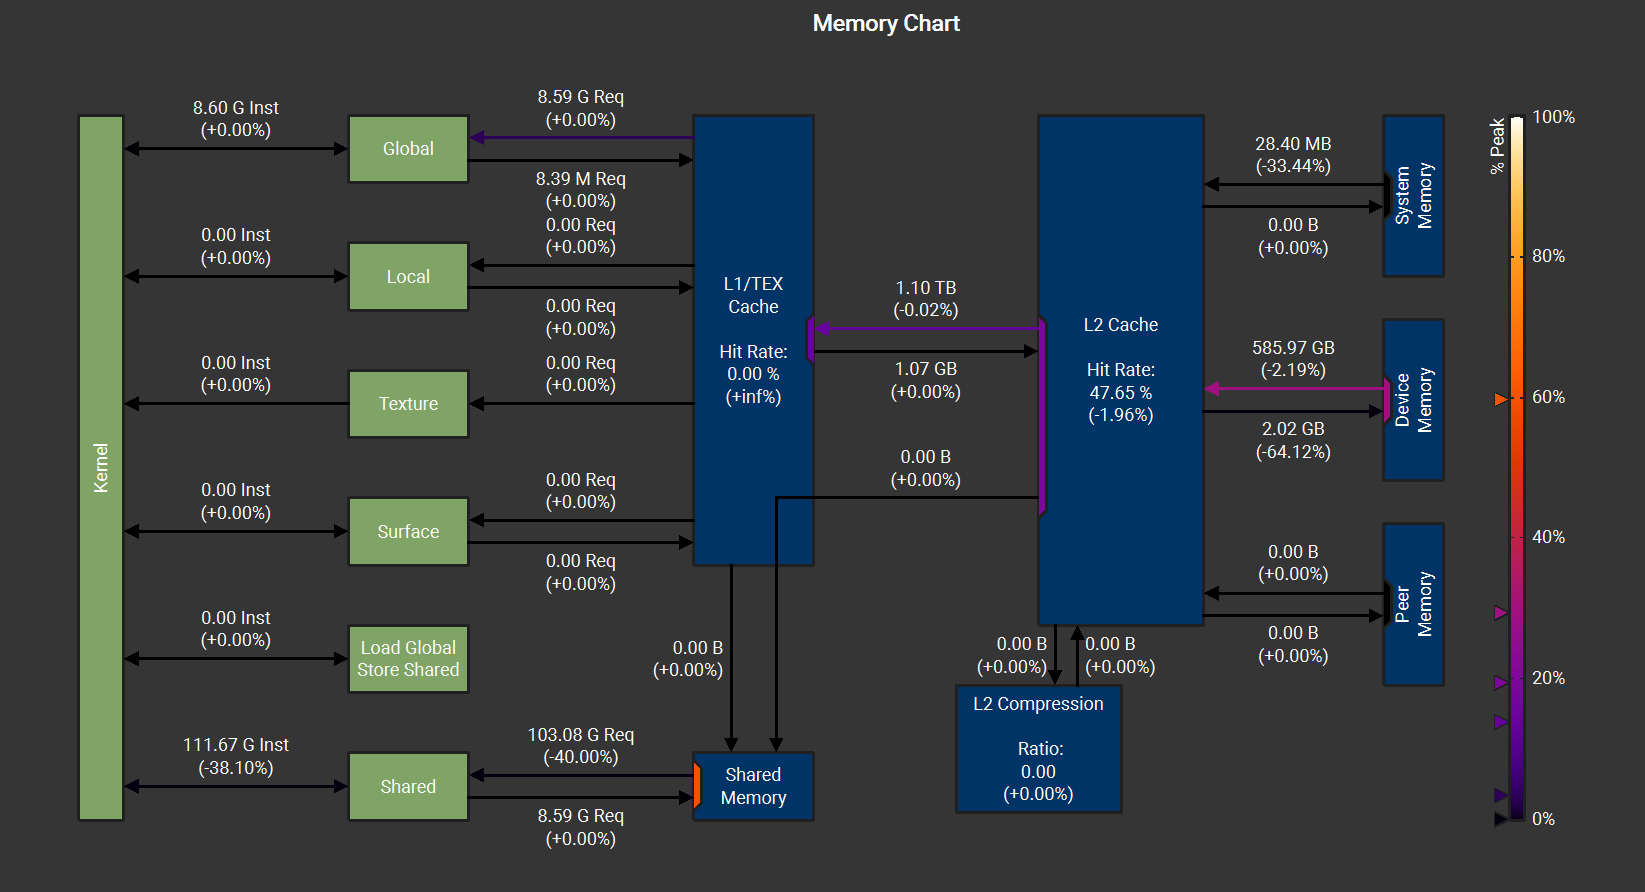 Memory Chart
8.60 G Inst
(+0.00%)
8.59 G Req
(+0.00%)
Global
8.39 M Req
(+0.00%)
0.00 Inst
(+0.00%)
0.00 Req
(+0.00%)
Local
0.00 Req
(+0.00%)
0.00 Inst
(+0.00%)
0.00 Req
(+0.00%)
Texture
0.00 Inst
(+0.00%)
0.00 Req
(+0.00%)
Surface
0.00 Req
(+0.00%)
0.00 Inst
(+0.00%)
Load Global
Store Shared
111.67 G Inst
(-38.10%)
103.08 G Req
(-40.00%)
Shared
8.59 G Req
(+0.00%)
Kernel
L1/TEX
Cache
Hit Rate:
0.00 %
(+inf%)
0.00 B
(+0.00%)
Shared
Memory
1.10 TB
(-0.02%)
1.07 GB
(+0.00%)
0.00 B
(+0.00%)
L2 Cache
Hit Rate:
47.65 %
(-1.96%)
0.00 B
(+0.00%)
0.00 B
(+0.00%)
L2 Compression
Ratio:
0.00
(+0.00%)
28.40 MB
(-33.44%)
0.00 B
(+0.00%)
System
Memory
585.97 GB
(-2.19%)
2.02 GB
(-64.12%)
Device
Memory
0.00 B
(+0.00%)
0.00 B
(+0.00%)
Peer
Memory
% Peak
100%
80%
60%
40%
20%
0%